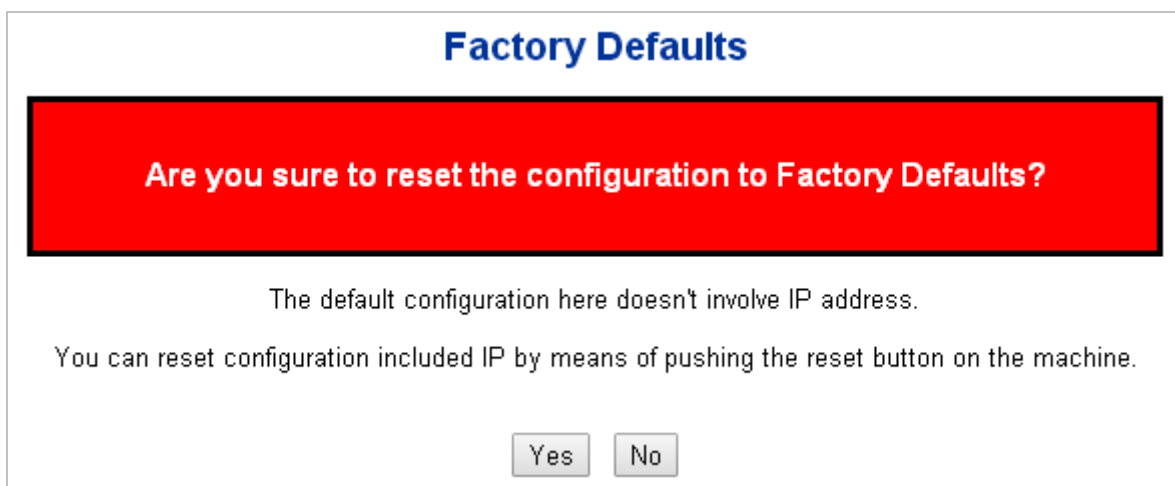 Factory Defaults
Are you sure to reset the configuration to Factory Defaults?
The default configuration here doesn't involve IP address.
You can reset configuration included IP by means of pushing the reset button on the machine.
Yes No